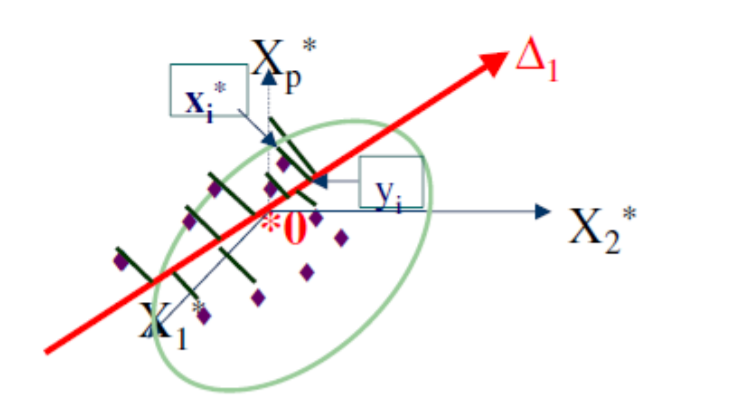 X_p*
Δ_1
x_i*
y_i
*0
X_2*
X_1*